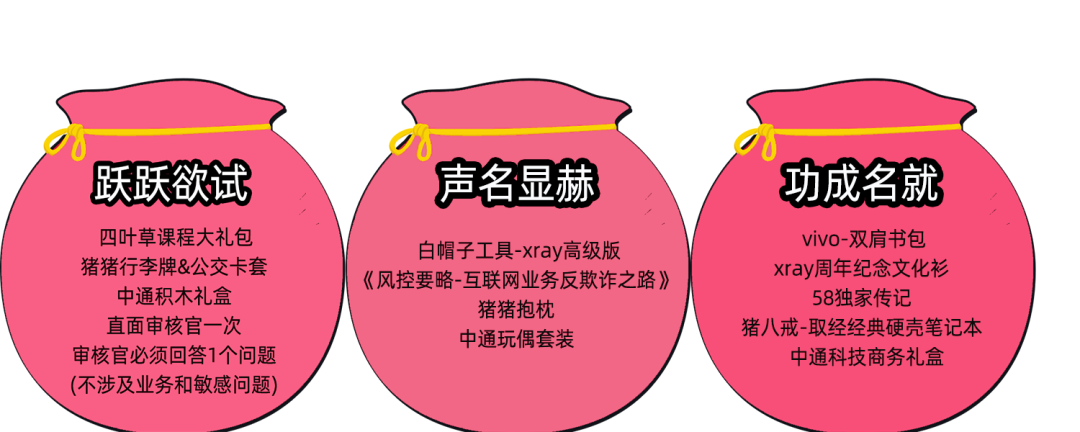 跃跃欲试
四叶草课程大礼包
猪猪行李牌&公交卡套
中通积木礼盒
直面审核官一次
审核官必须回答1个问题
(不涉及业务和敏感问题)
声名显赫
白帽子工具-xray高级版
《风控要略-互联网业务反欺诈之路》
猪猪抱枕
中通玩偶套装
功成名就
vivo-双肩书包
xray周年纪念文化衫
58独家传记
猪八戒-取经经典硬壳笔记本
中通科技商务礼盒